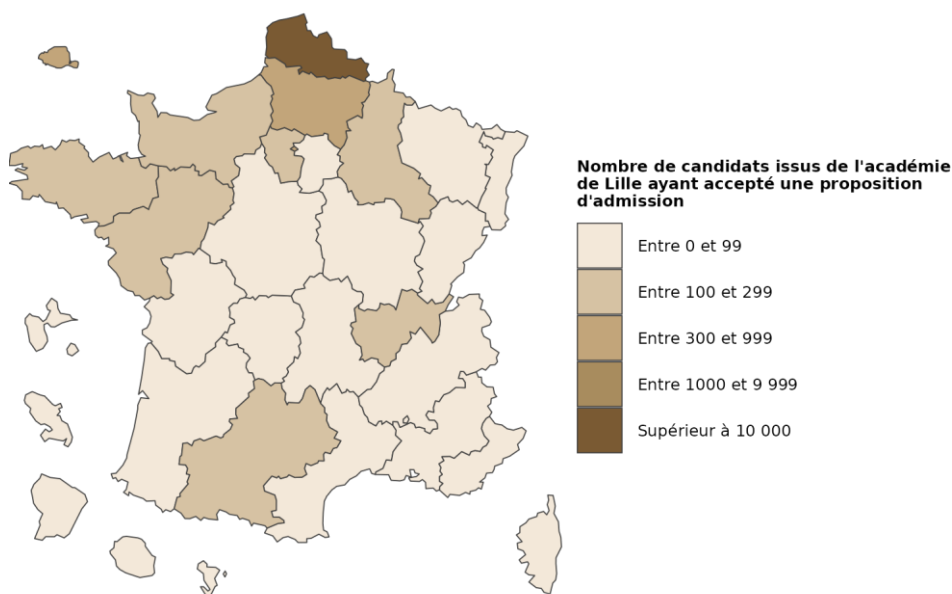 Nombre de candidats issus de l'académie
de Lille ayant accepté une proposition
d'admission
Entre 0 et 99
Entre 100 et 299
Entre 300 et 999
Entre 1000 et 9 999
Supérieur à 10 000